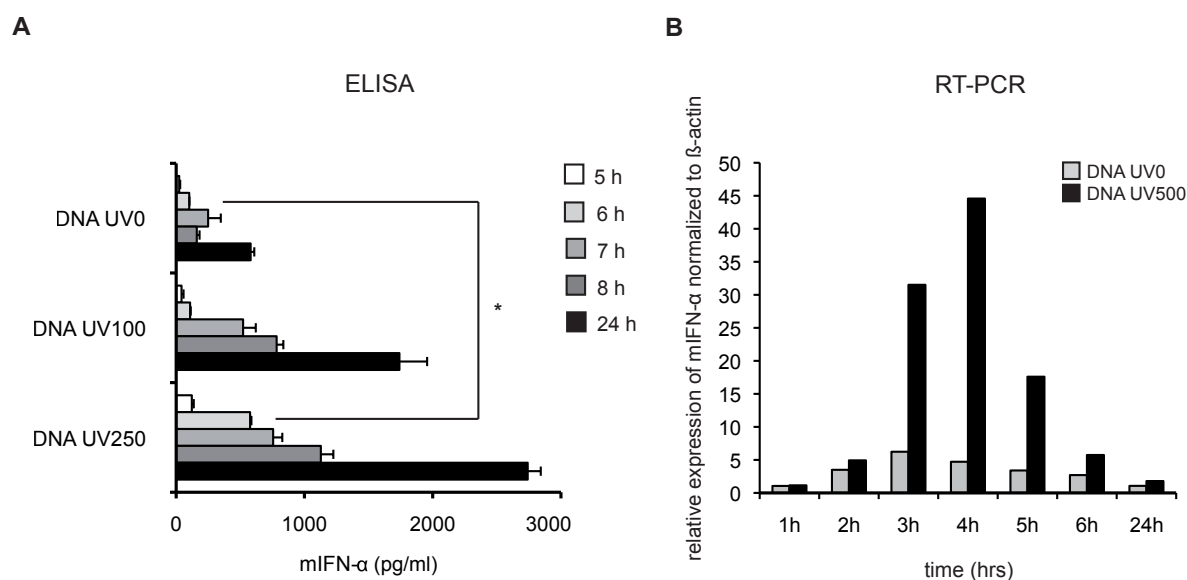 A
ELISA
DNA UV0
DNA UV100
DNA UV250
*
5 h
6 h
7 h
8 h
24 h
0
1000
2000
3000
mIFN-α (pg/ml)
B
RT-PCR
relative expression of mIFN-α normalized to ß-actin
50
45
40
35
30
25
20
15
10
5
0
DNA UV0
DNA UV500
1h
2h
3h
4h
5h
6h
24h
time (hrs)